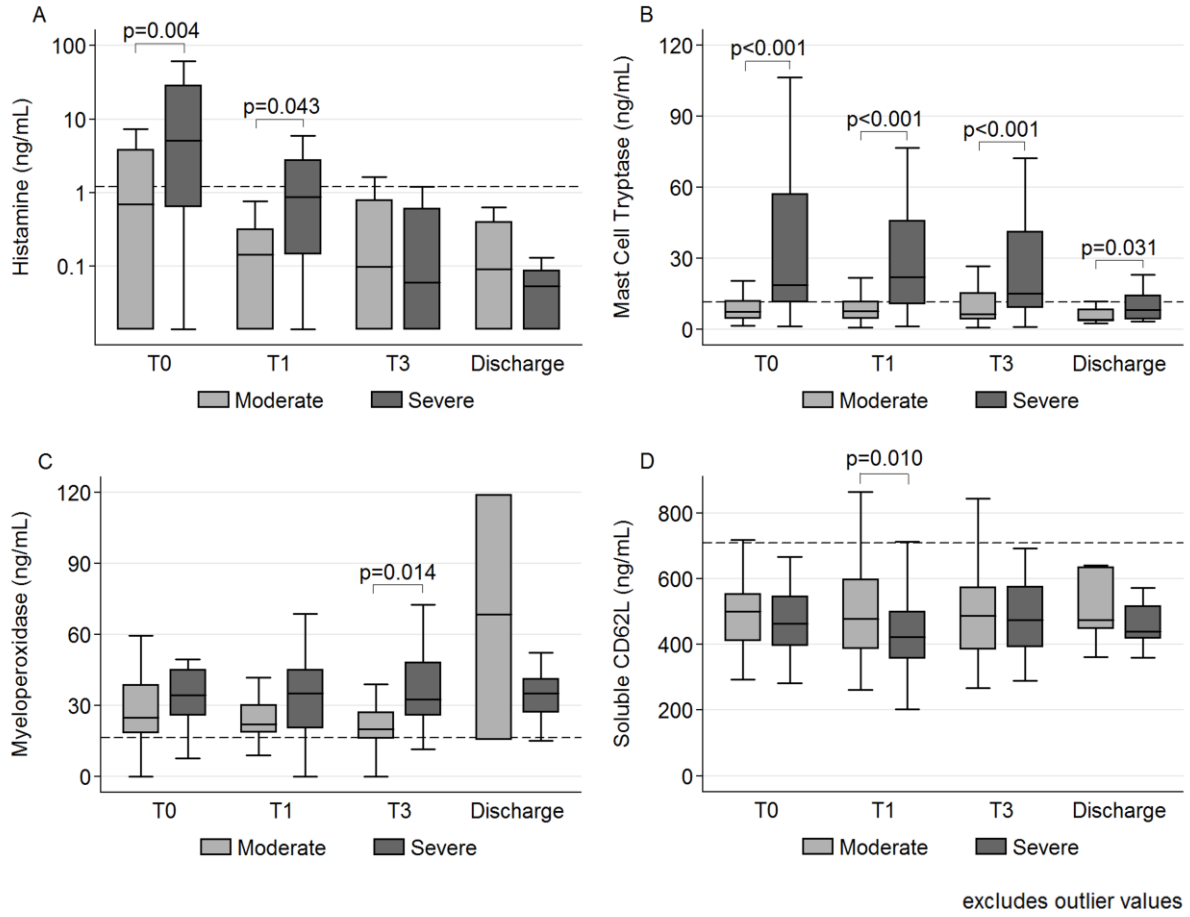 A
Histamine (ng/mL)
100
10
1
0.1
p=0.004
p=0.043
T0 T1 T3 Discharge
Moderate Severe
B
Mast Cell Tryptase (ng/mL)
120
90
60
30
0
p<0.001
p<0.001
p<0.001
p=0.031
T0 T1 T3 Discharge
Moderate Severe
C
Myeloperoxidase (ng/mL)
120
90
60
30
0
p=0.014
T0 T1 T3 Discharge
Moderate Severe
D
Soluble CD62L (ng/mL)
800
600
400
200
0
p=0.010
T0 T1 T3 Discharge
Moderate Severe
excludes outlier values